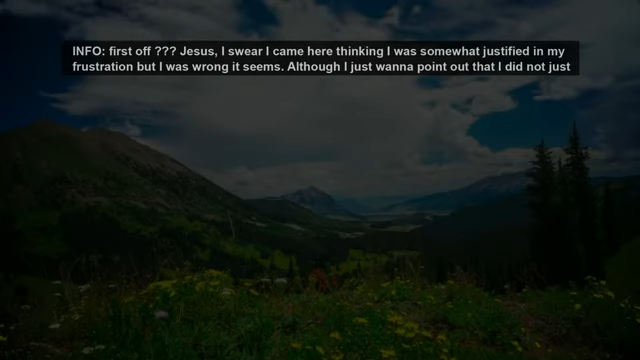 INFO: first off ??? Jesus, I swear I came here thinking I was somewhat justified in my
frustration but I was wrong it seems. Although I just wanna point out that I did not just